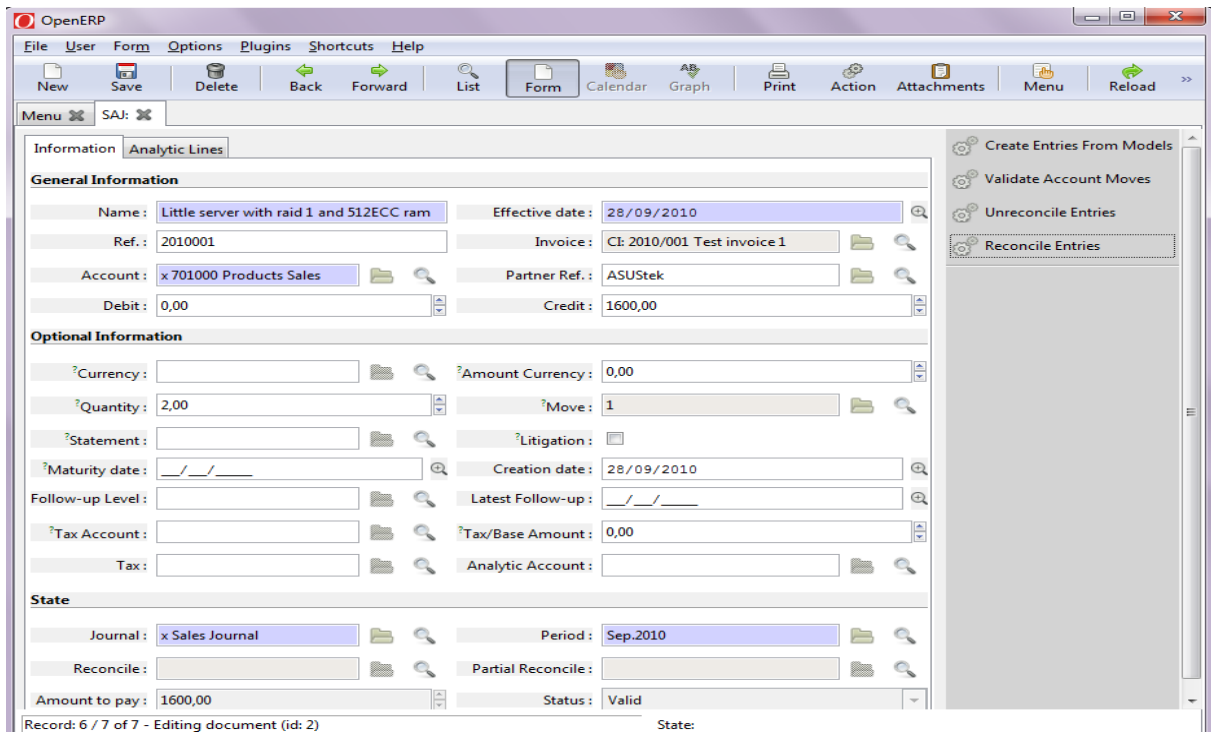 OpenERP
File User Form Options Plugins Shortcuts Help
New Save Delete Back Forward List Form Calendar Graph Print Action Attachments Menu Reload »
Menu SAJ:
Information Analytic Lines
Create Entries From Models
Validate Account Moves
Unreconcile Entries
Reconcile Entries
General Information
Name : Little server with raid 1 and 512ECC ram Effective date : 28/09/2010
Ref. : 2010001 Invoice : CI: 2010/001 Test invoice 1
Account : x 701000 Products Sales Partner Ref. : ASUStek
Debit : 0,00 Credit : 1600,00
Optional Information
?Currency : ?Amount Currency : 0,00
?Quantity : 2,00 ?Move : 1
?Statement : ?Litigation :
?Maturity date : __/__/____ Creation date : 28/09/2010
Follow-up Level : Latest Follow-up : __/__/____
?Tax Account : ?Tax/Base Amount : 0,00
Tax : Analytic Account :
State
Journal : x Sales Journal Period : Sep.2010
Reconcile : Partial Reconcile :
Amount to pay : 1600,00 Status : Valid
Record: 6 / 7 of 7 - Editing document (id: 2) State: